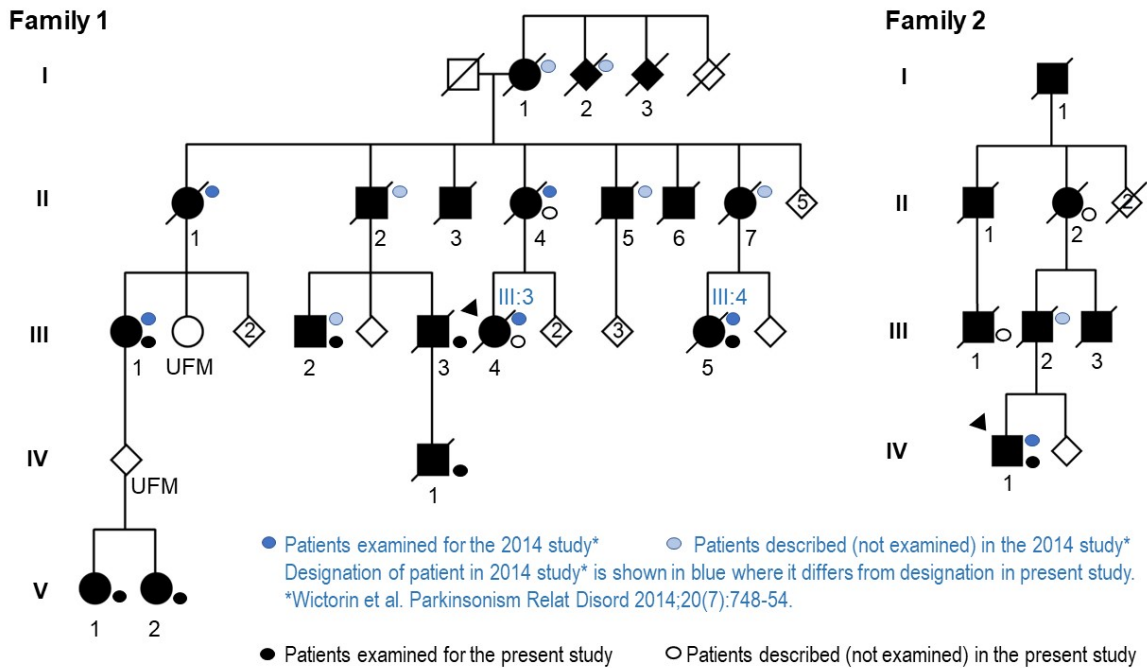 Family 1
Family 2
I
1
2
3
I
1
II
1
2
3
4
5
6
7
5
II
1
2
2
III:3
III:4
III
1
UFM
2
2
3
4
2
3
5
III
1
2
3
IV
UFM
1
IV
1
V
1
2
Patients examined for the 2014 study*
Patients described (not examined) in the 2014 study*
Designation of patient in 2014 study* is shown in blue where it differs from designation in present study.
*Wictorin et al. Parkinsonism Relat Disord 2014;20(7):748-54.
Patients examined for the present study
Patients described (not examined) in the present study